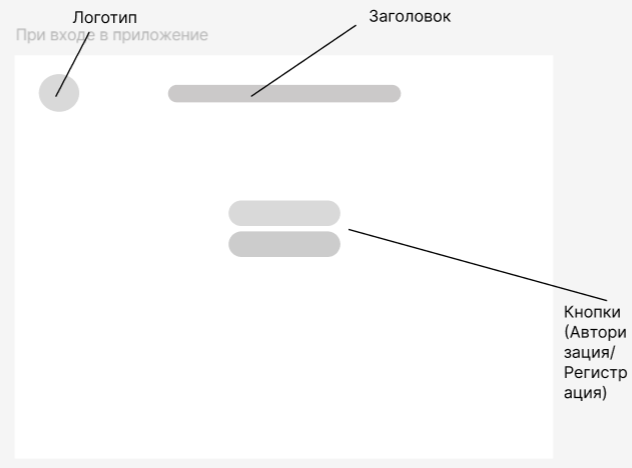 Логотип
Заголовок
При входе в приложение
Кнопки
(Автори
зация/
Регистр
ация)